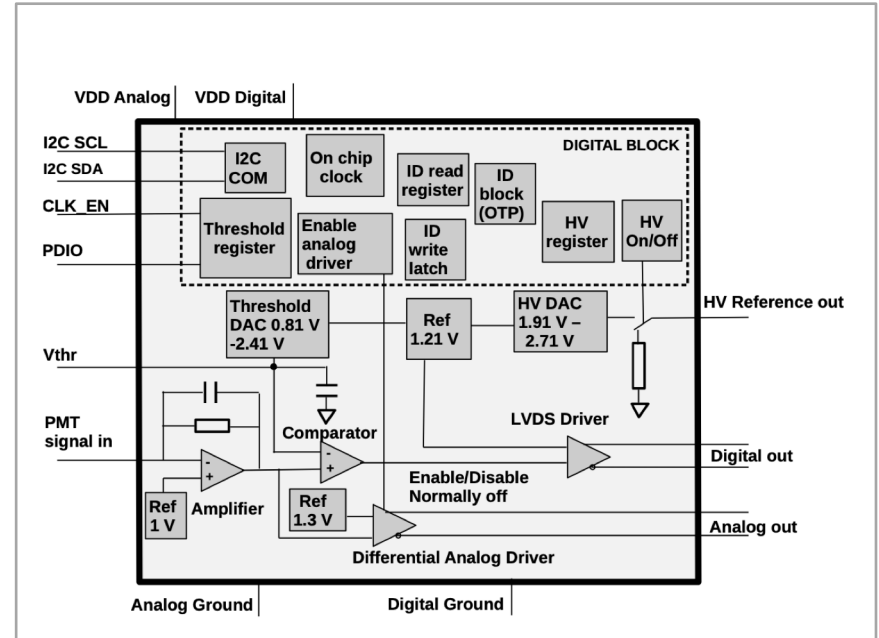 VDD Analog
VDD Digital
I2C SCL
I2C SDA
CLK_EN
PDIO
DIGITAL BLOCK
I2C
COM
On chip
clock
ID read
register
ID
block
(OTP)
Threshold
register
Enable
analog
driver
ID
write
latch
HV
register
HV
On/Off
Threshold
DAC 0.81 V
-2.41 V
Ref
1.21 V
HV DAC
1.91 V –
2.71 V
HV Reference out
Vthr
PMT
signal in
Comparator
LVDS Driver
-
+
-
+
Digital out
Enable/Disable
Normally off
Ref
1 V
Amplifier
Ref
1.3 V
Analog out
Differential Analog Driver
Analog Ground
Digital Ground